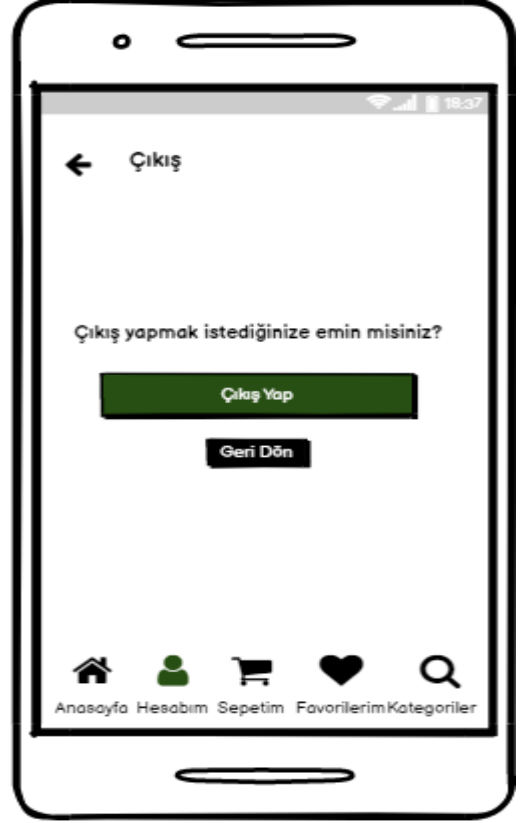 18:37
Çıkış
Çıkış yapmak istediğinize emin misiniz?
Çıkış Yap
Geri Dön
Anasayfa Hesabım Sepetim Favorilerim Kategoriler